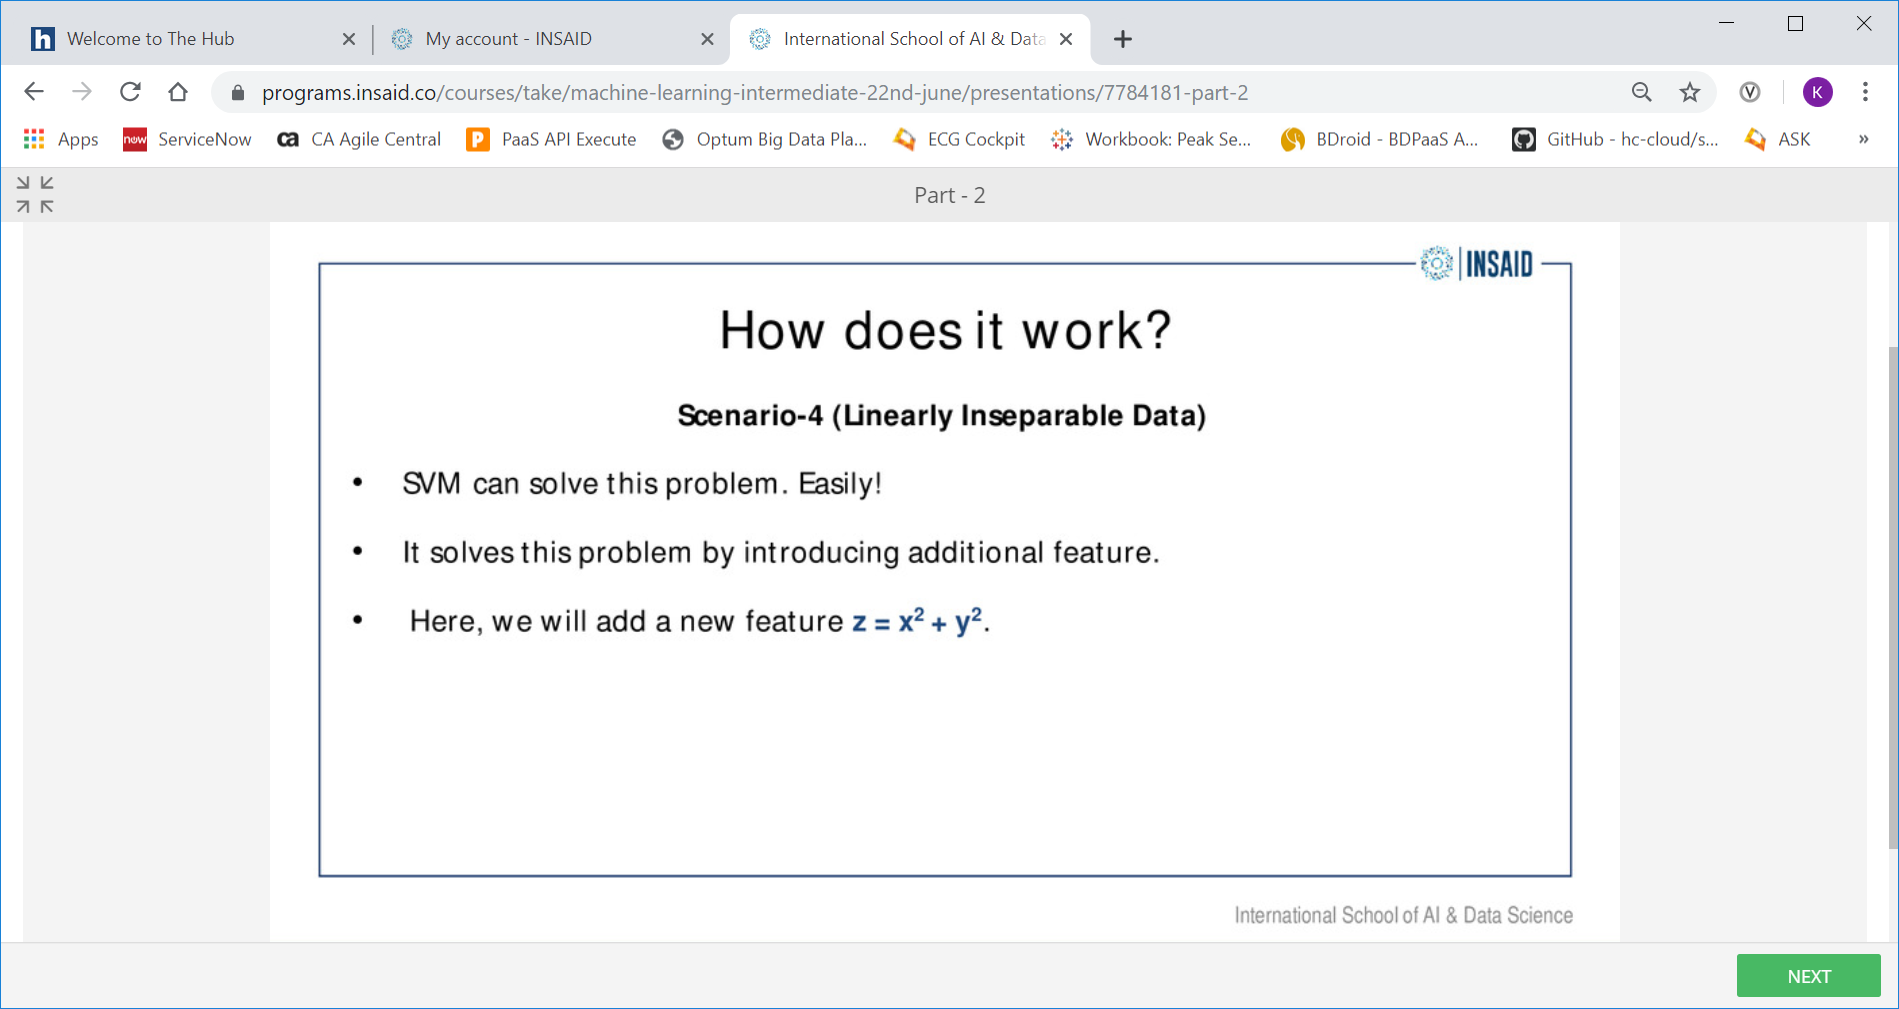 Welcome to The Hub
My account - INSAID
International School of AI & Data
programs.insaid.co/courses/take/machine-learning-intermediate-22nd-june/presentations/7784181-part-2
K
Apps
now ServiceNow
ca CA Agile Central
P PaaS API Execute
Optum Big Data Pla...
ECG Cockpit
Workbook: Peak Se...
BDroid - BDPaaS A...
GitHub - hc-cloud/s...
ASK
»
Part - 2
INSAID
How does it work?
Scenario-4 (Linearly Inseparable Data)
• SVM can solve this problem. Easily!
• It solves this problem by introducing additional feature.
• Here, we will add a new feature z = x² + y².
International School of AI & Data Science
NEXT